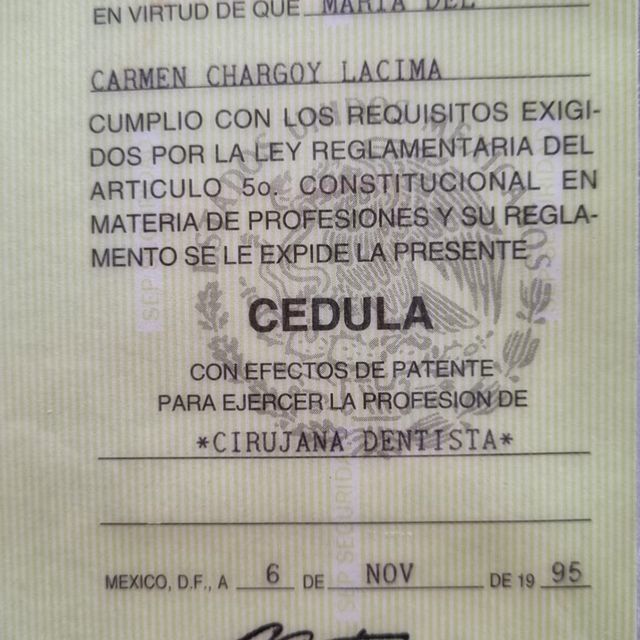 EN VIRTUD DE QUE MARIA DEL
CARMEN CHARGOY LACIMA
CUMPLIO CON LOS REQUISITOS EXIGI-
DOS POR LA LEY REGLAMENTARIA DEL
ARTICULO 5o. CONSTITUCIONAL EN
MATERIA DE PROFESIONES Y SU REGLA-
MENTO SE LE EXPIDE LA PRESENTE
CEDULA
CON EFECTOS DE PATENTE
PARA EJERCER LA PROFESION DE
*CIRUJANA DENTISTA*
MEXICO, D.F., A 6 DE NOV DE 19 95